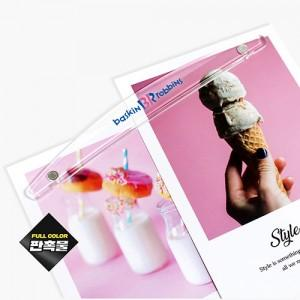 baskin BR robbins
FULL COLOR
판촉물
Style
Style is something
all we